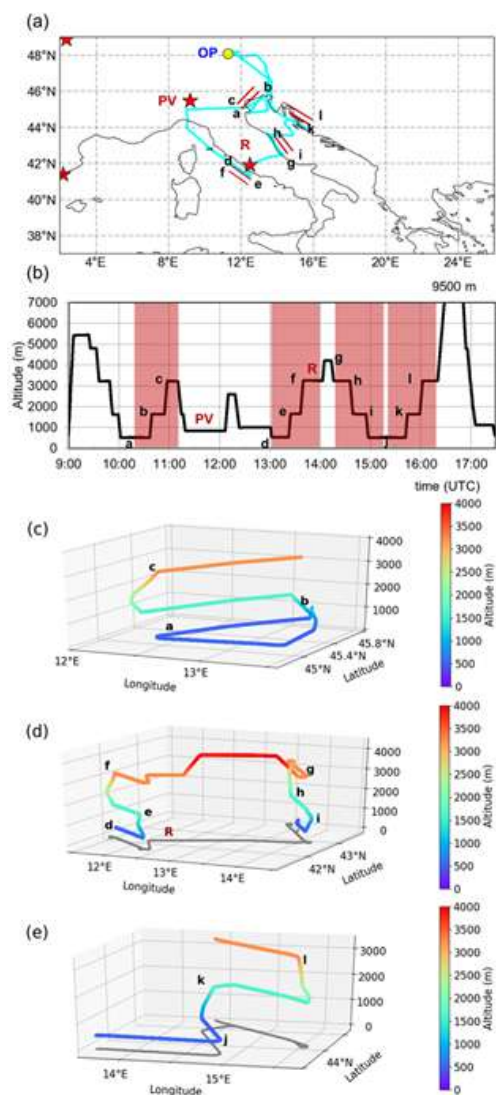 (a)
48°N
46°N
44°N
42°N
40°N
38°N
OP
PV
R
a
b
c
d
e
f
g
h
i
k
l
4°E 8°E 12°E 16°E 20°E 24°E
(b)
9500 m
7000
6000
5000
4000
3000
2000
1000
0
Altitude (m)
a
b
c
PV
d
e
f
R
g
h
i
j
k
l
9:00 10:00 11:00 12:00 13:00 14:00 15:00 16:00 17:00
time (UTC)
(c)
c
b
a
4000
3000
2000
1000
0
12°E 13°E
Longitude
45°N 45.4°N 45.8°N
Latitude
4000
3500
3000
2500
2000
1500
1000
500
0
Altitude (m)
(d)
f
g
h
e
d
i
R
4000
3000
2000
1000
0
12°E 13°E 14°E
Longitude
42°N 43°N
Latitude
4000
3500
3000
2500
2000
1500
1000
500
0
Altitude (m)
(e)
l
k
j
3000
2000
1000
0
14°E 15°E
Longitude
44°N
Latitude
4000
3500
3000
2500
2000
1500
1000
500
0
Altitude (m)